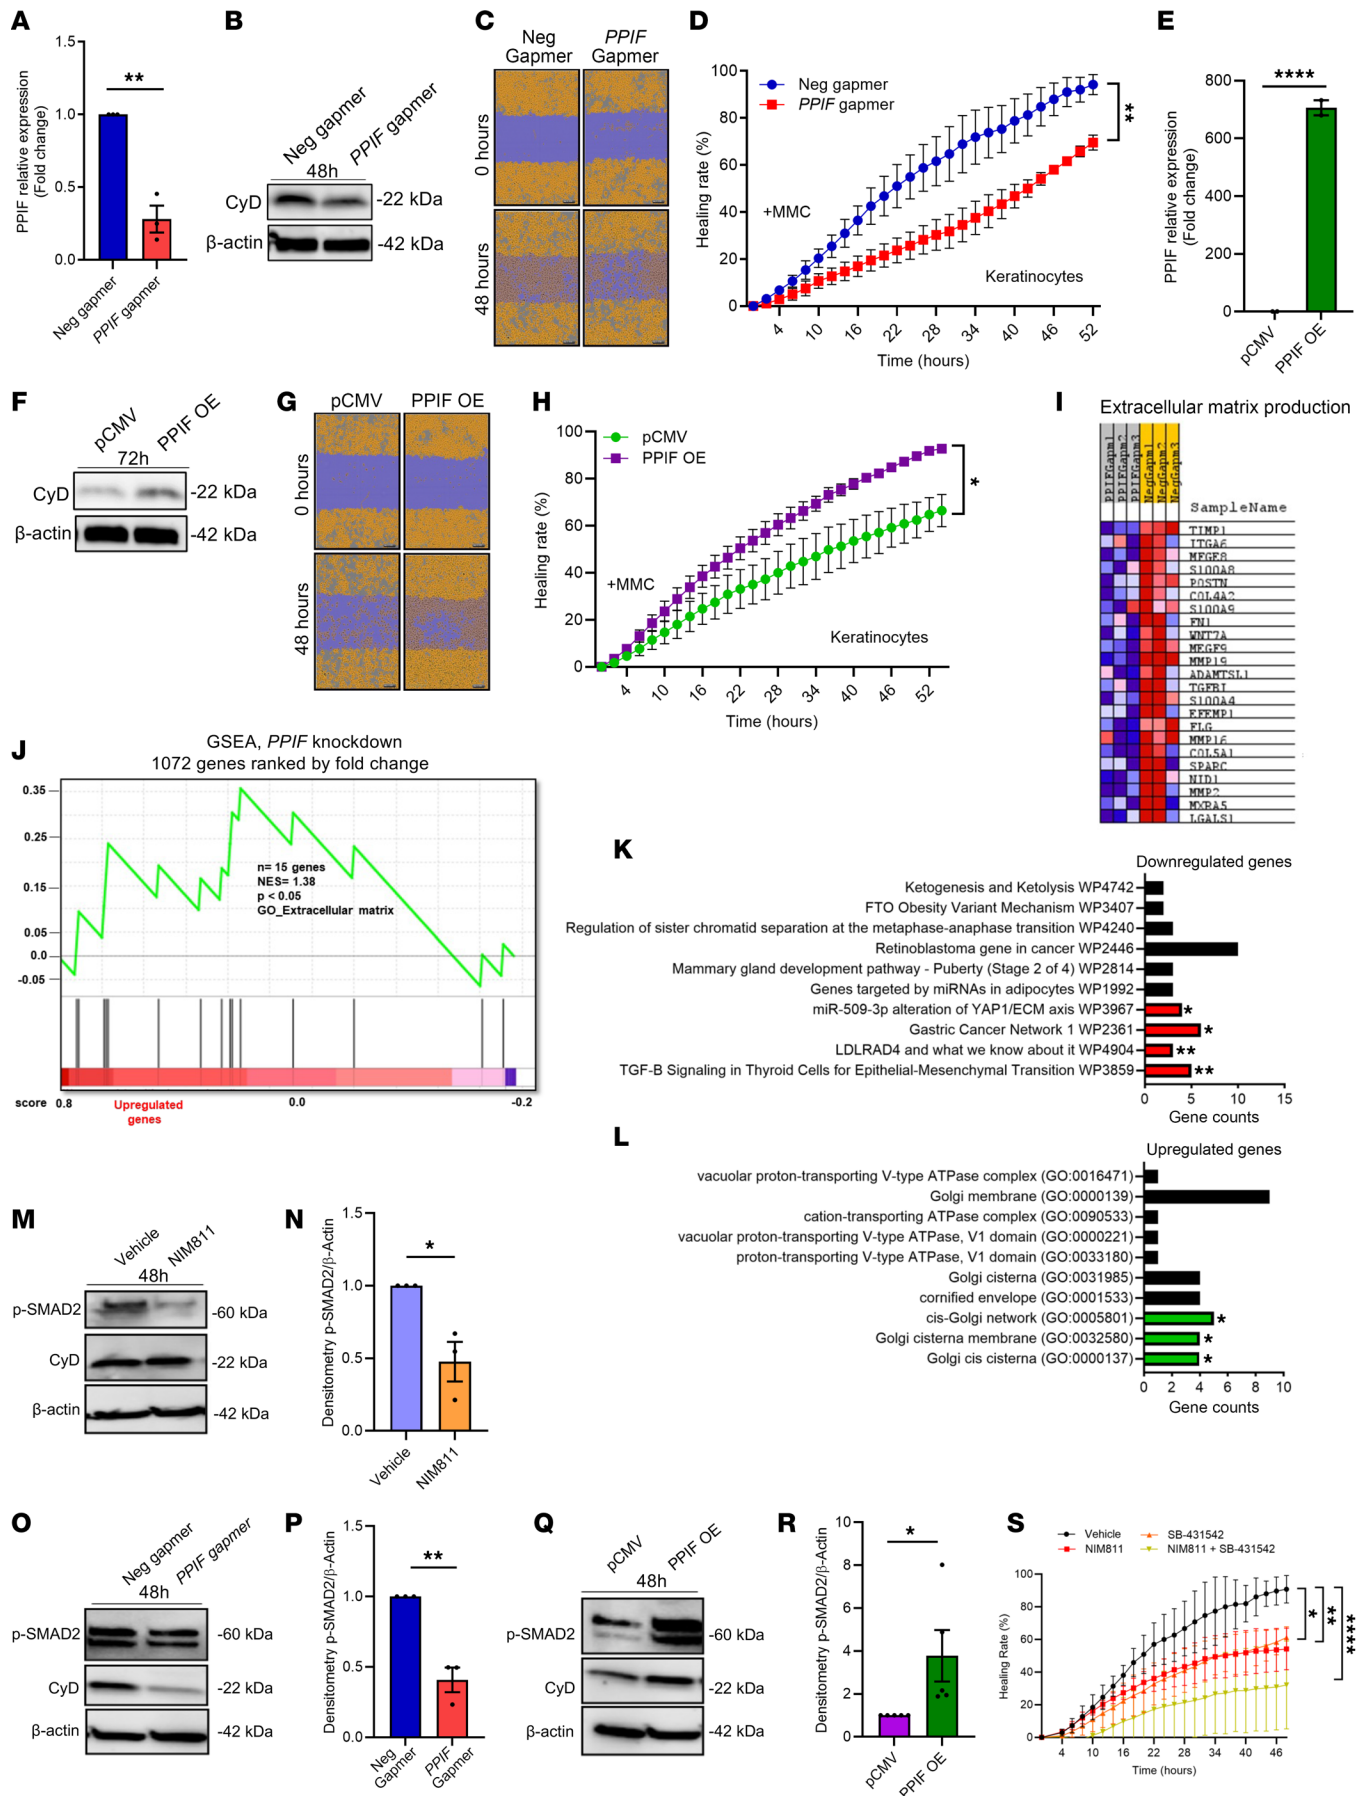 A
PPIF relative expression
(Fold change)
1.5
1.0
0.5
0.0
**
Neg gapmer
PPIF gapmer
B
Neg gapmer
PPIF gapmer
48h
CyD
-22 kDa
β-actin
-42 kDa
C
Neg
Gapmer
PPIF
Gapmer
0 hours
48 hours
D
Healing rate (%)
100
80
60
40
20
0
Neg gapmer
PPIF gapmer
**
+MMC
Keratinocytes
4 10 16 22 28 34 40 46 52
Time (hours)
E
PPIF relative expression
(Fold change)
800
600
400
200
0
****
pCMV
PPIF OE
F
pCMV
PPIF OE
72h
CyD
-22 kDa
β-actin
-42 kDa
G
pCMV
PPIF OE
0 hours
48 hours
H
Healing rate (%)
100
80
60
40
20
0
pCMV
PPIF OE
*
+MMC
Keratinocytes
4 10 16 22 28 34 40 46 52
Time (hours)
I
Extracellular matrix production
PPIFGapm1
PPIFGapm2
PPIFGapm3
NegGapm1
NegGapm2
NegGapm3
SampleName
TIMP1
ITGA6
MFGE8
S100A8
POSTN
COL4A2
S100A9
FN1
WNT7A
MEGF9
MMP19
ADAMTSL1
TGFBI
S100A4
EFEMP1
FLG
MMP16
COL5A1
SPARC
NID1
MMP2
MXRA5
LGALS1
J
GSEA, PPIF knockdown
1072 genes ranked by fold change
0.35
0.25
0.15
0.05
0.0
-0.05
n= 15 genes
NES= 1.38
p < 0.05
GO_Extracellular matrix
score 0.8 0.0 -0.2
Upregulated
genes
K
Downregulated genes
Ketogenesis and Ketolysis WP4742
FTO Obesity Variant Mechanism WP3407
Regulation of sister chromatid separation at the metaphase-anaphase transition WP4240
Retinoblastoma gene in cancer WP2446
Mammary gland development pathway - Puberty (Stage 2 of 4) WP2814
Genes targeted by miRNAs in adipocytes WP1992
miR-509-3p alteration of YAP1/ECM axis WP3967 *
Gastric Cancer Network 1 WP2361 *
LDLRAD4 and what we know about it WP4904 **
TGF-B Signaling in Thyroid Cells for Epithelial-Mesenchymal Transition WP3859 **
0 5 10 15
Gene counts
L
Upregulated genes
vacuolar proton-transporting V-type ATPase complex (GO:0016471)
Golgi membrane (GO:0000139)
cation-transporting ATPase complex (GO:0090533)
vacuolar proton-transporting V-type ATPase, V1 domain (GO:0000221)
proton-transporting V-type ATPase, V1 domain (GO:0033180)
Golgi cisterna (GO:0031985)
cornified envelope (GO:0001533)
cis-Golgi network (GO:0005801) *
Golgi cisterna membrane (GO:0032580) *
Golgi cis cisterna (GO:0000137) *
0 2 4 6 8 10
Gene counts
M
Vehicle
NIM811
48h
p-SMAD2
-60 kDa
CyD
-22 kDa
β-actin
-42 kDa
N
Densitometry p-SMAD2/β-Actin
1.5
1.0
0.5
0.0
*
Vehicle
NIM811
O
Neg gapmer
PPIF gapmer
48h
p-SMAD2
-60 kDa
CyD
-22 kDa
β-actin
-42 kDa
P
Densitometry p-SMAD2/β-Actin
1.5
1.0
0.5
0.0
**
Neg
Gapmer
PPIF
Gapmer
Q
pCMV
PPIF OE
48h
p-SMAD2
-60 kDa
CyD
-22 kDa
β-actin
-42 kDa
R
Densitometry p-SMAD2/β-Actin
10
8
6
4
2
0
*
pCMV
PPIF OE
S
Vehicle
NIM811
SB-431542
NIM811 + SB-431542
Healing Rate (%)
100
80
60
40
20
0
*
**
****
4 10 16 22 28 34 40 46
Time (hours)